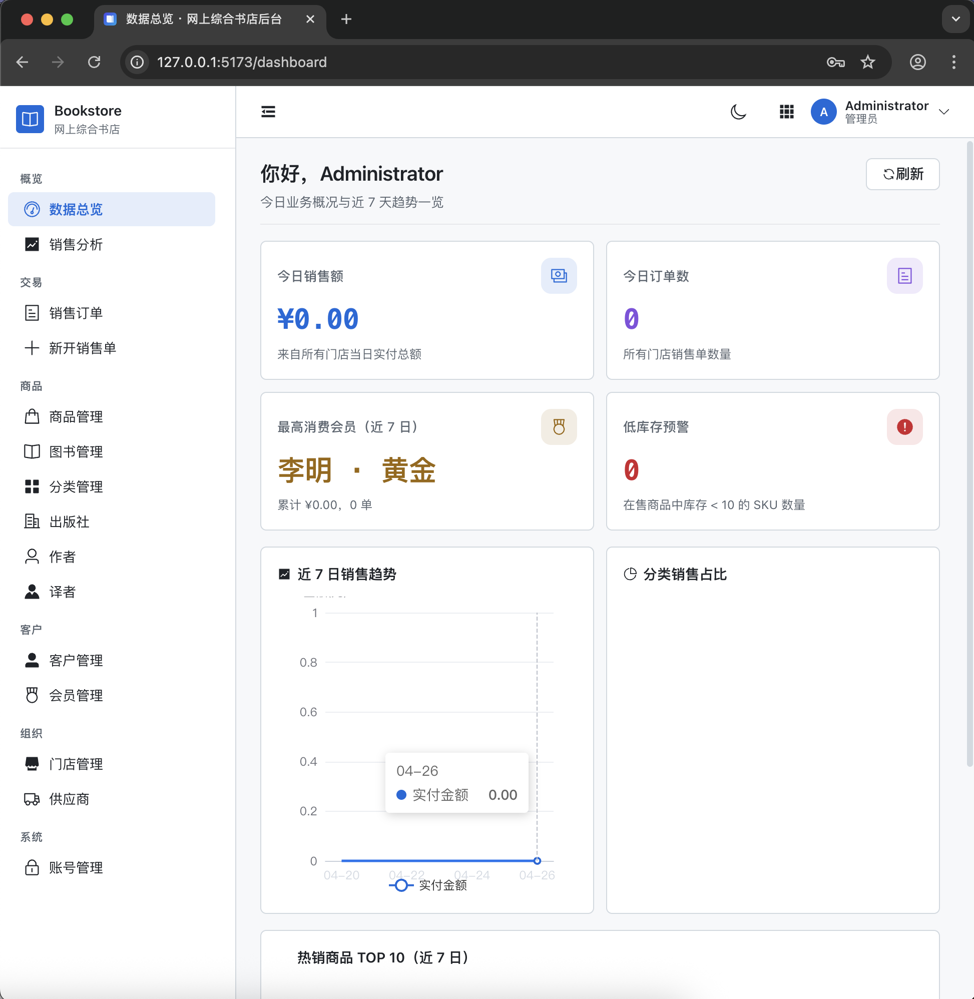 数据总览 · 网上综合书店后台
127.0.0.1:5173/dashboard
Bookstore
网上综合书店
概览
数据总览
销售分析
交易
销售订单
新开销售单
商品
商品管理
图书管理
分类管理
出版社
作者
译者
客户
客户管理
会员管理
组织
门店管理
供应商
系统
账号管理
A
Administrator
管理员
你好，Administrator
今日业务概况与近 7 天趋势一览
刷新
今日销售额
¥0.00
来自所有门店当日实付总额
今日订单数
0
所有门店销售单数量
最高消费会员（近 7 日）
李明 · 黄金
累计 ¥0.00，0 单
低库存预警
0
在售商品中库存 < 10 的 SKU 数量
近 7 日销售趋势
1
0.8
0.6
0.4
0.2
0
04-26
实付金额 0.00
04-20 04-22 04-24 04-26
实付金额
分类销售占比
热销商品 TOP 10（近 7 日）